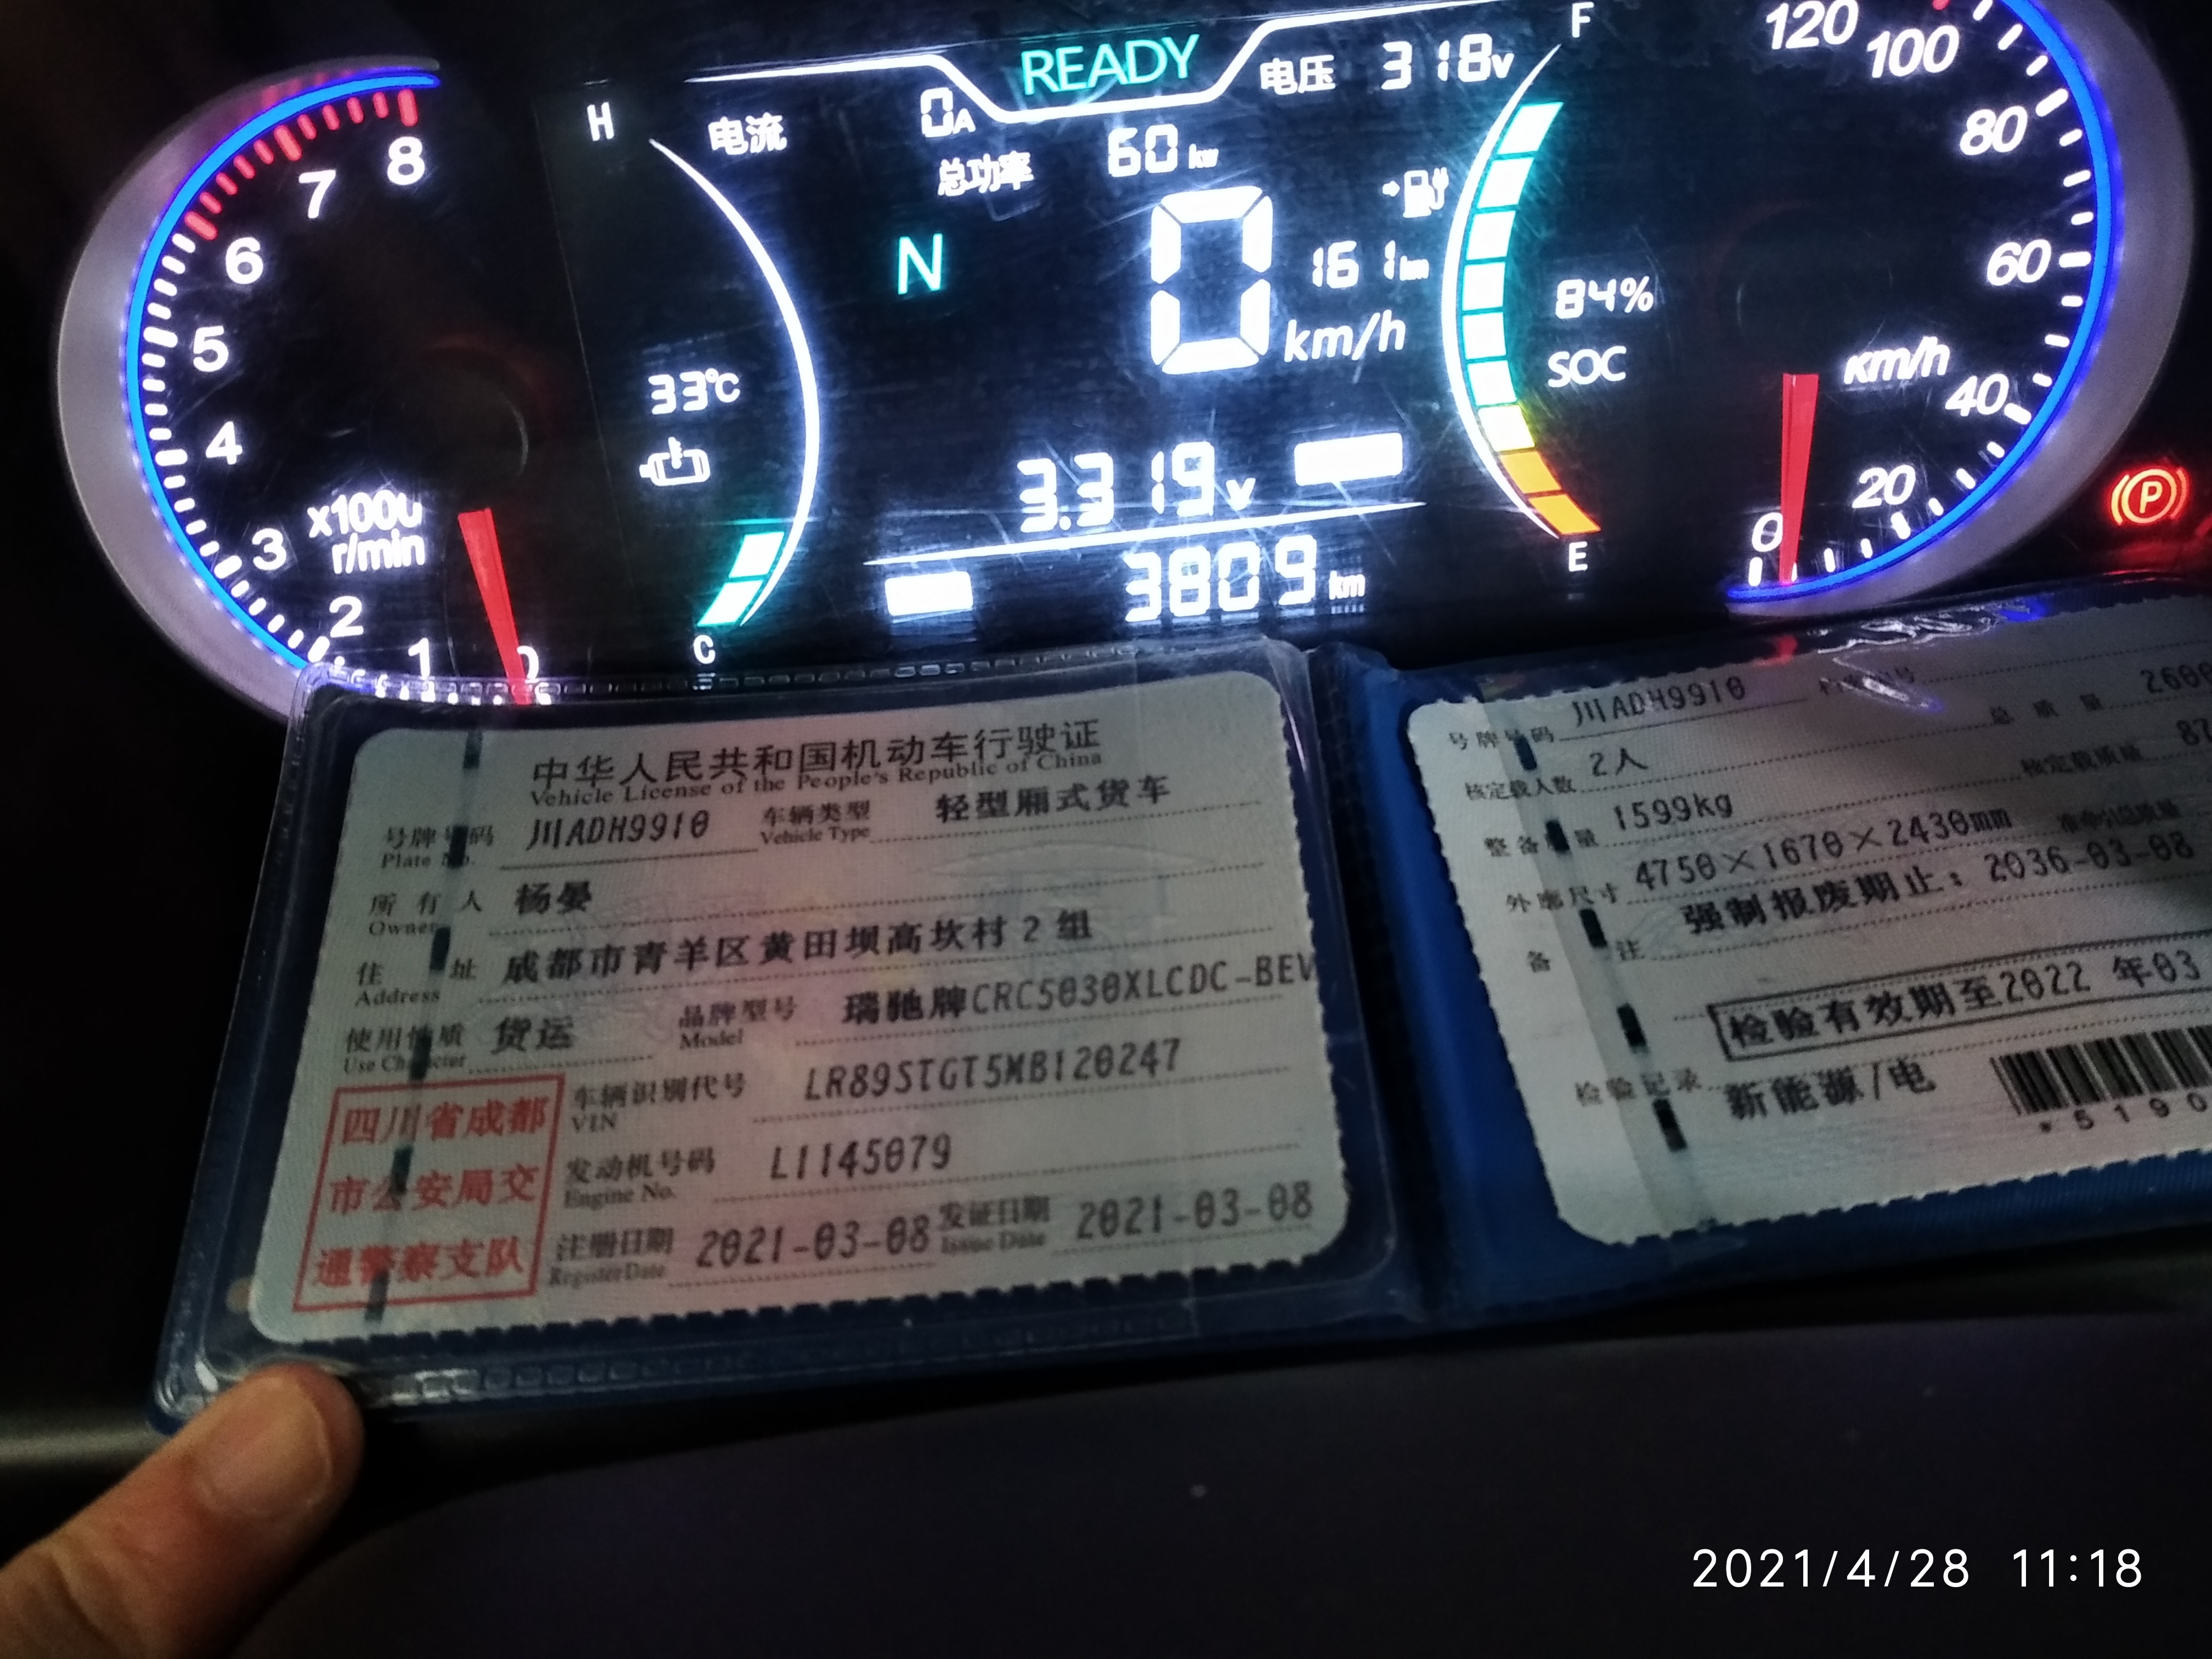 READY
H
电流
0A
电压 318v
F
总功率 60kw
120
100
80
60
40
20
0
km/h
8
7
6
5
4
3
2
1
0
x100
r/min
N
0 km/h
161km
84%
SOC
33℃
3.319v
3809km
C
E
P
中华人民共和国机动车行驶证
Vehicle License of the People's Republic of China
号牌号码 川ADH9910 车辆类型 轻型厢式货车
Plate No. Vehicle Type
所有人 杨晏
Owner
住址 成都市青羊区黄田坝高坎村2组
Address
使用性质 货运 品牌型号 瑞驰牌CRC5030XLCDC-BEV
Use Character Model
车辆识别代号 LR89STGT5MB120247
VIN
发动机号码 L1145079
Engine No.
注册日期 2021-03-08 发证日期 2021-03-08
Register Date Issue Date
四川省成都
市公安局交
通警察支队
号牌号码 川ADH9910
核定载人数 2人 总质量
整备质量 1599kg 核定载质量
外廓尺寸 4750×1670×2430mm
备注 强制报废期止：2036-03-08
检验有效期至2022 年03
检验记录 新能源/电
*5190
2021/4/28 11:18